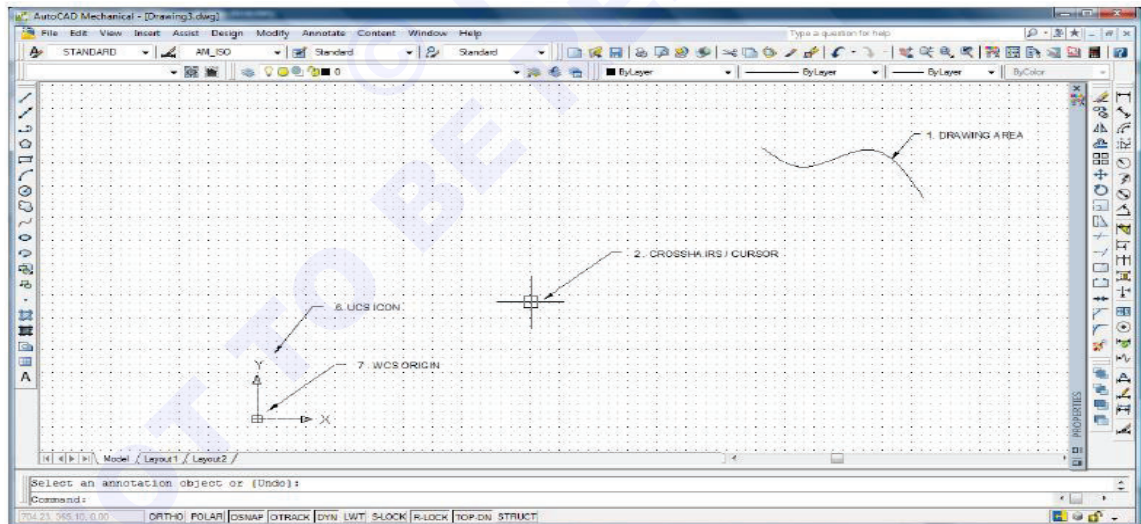 AutoCAD Mechanical - [Drawing3.dwg]
File Edit View Insert Assist Design Modify Annotate Content Window Help
Type a question for help
STANDARD AM_ISO Standard Standard
0 ByLayer ByLayer ByLayer ByColor
1. DRAWING AREA
2. CROSSHAIRS / CURSOR
6. UCS ICON
7. WCS ORIGIN
Y
X
A
PROPERTIES
Model / Layout1 / Layout2 /
Select an annotation object or [Undo]:
Command:
ORTHO POLAR OSNAP OTRACK DYN LWT S-LOCK R-LOCK TOP-DN STRUCT